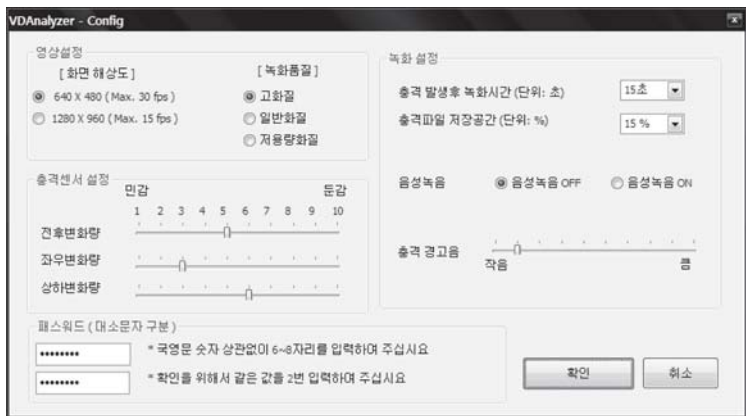 VDAnalyzer - Config
영상설정
[ 화면 해상도 ]
[ 녹화품질 ]
640 X 480 ( Max. 30 fps )
1280 X 960 ( Max. 15 fps )
고화질
일반화질
저용량화질
충격센서 설정
민감
둔감
1 2 3 4 5 6 7 8 9 10
전후변화량
좌우변화량
상하변화량
녹화 설정
충격 발생후 녹화시간 (단위: 초)
15초
충격파일 저장공간 (단위: %)
15 %
음성녹음
음성녹음 OFF
음성녹음 ON
충격 경고음
작음
큼
패스워드 ( 대소문자 구분 )
* 국영문 숫자 상관없이 6~8자리를 입력하여 주십시요
* 확인을 위해서 같은 값을 2번 입력하여 주십시요
확인
취소